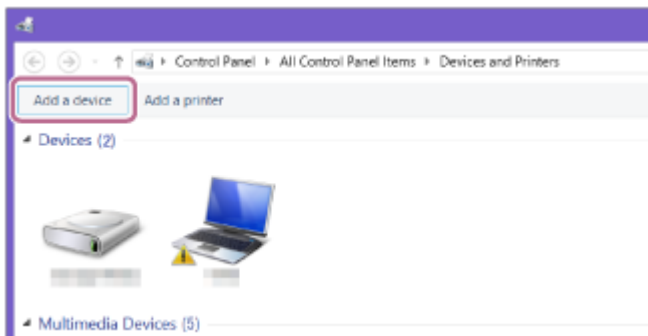 Control Panel All Control Panel Items Devices and Printers
Add a device Add a printer
Devices (2)
Multimedia Devices (5)